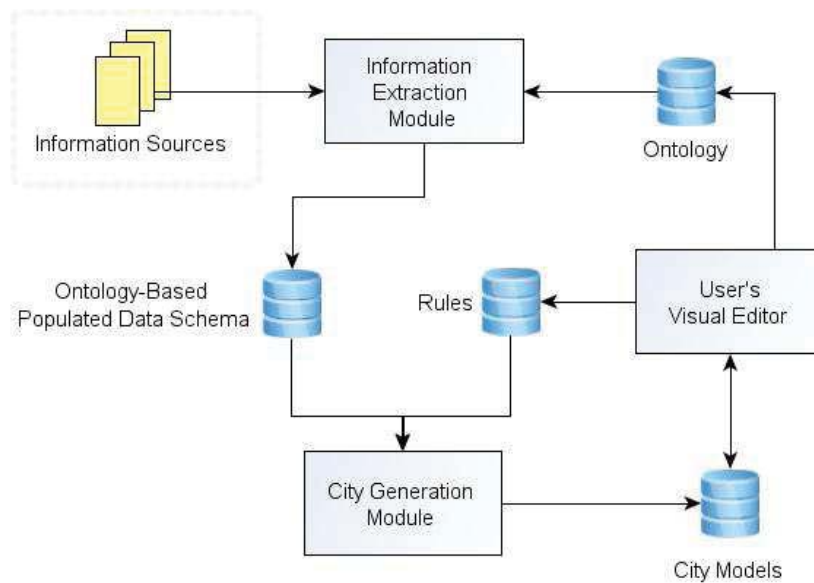 Information
Extraction
Module
Information Sources
Ontology
Ontology-Based
Populated Data Schema
Rules
User's
Visual Editor
City Generation
Module
City Models